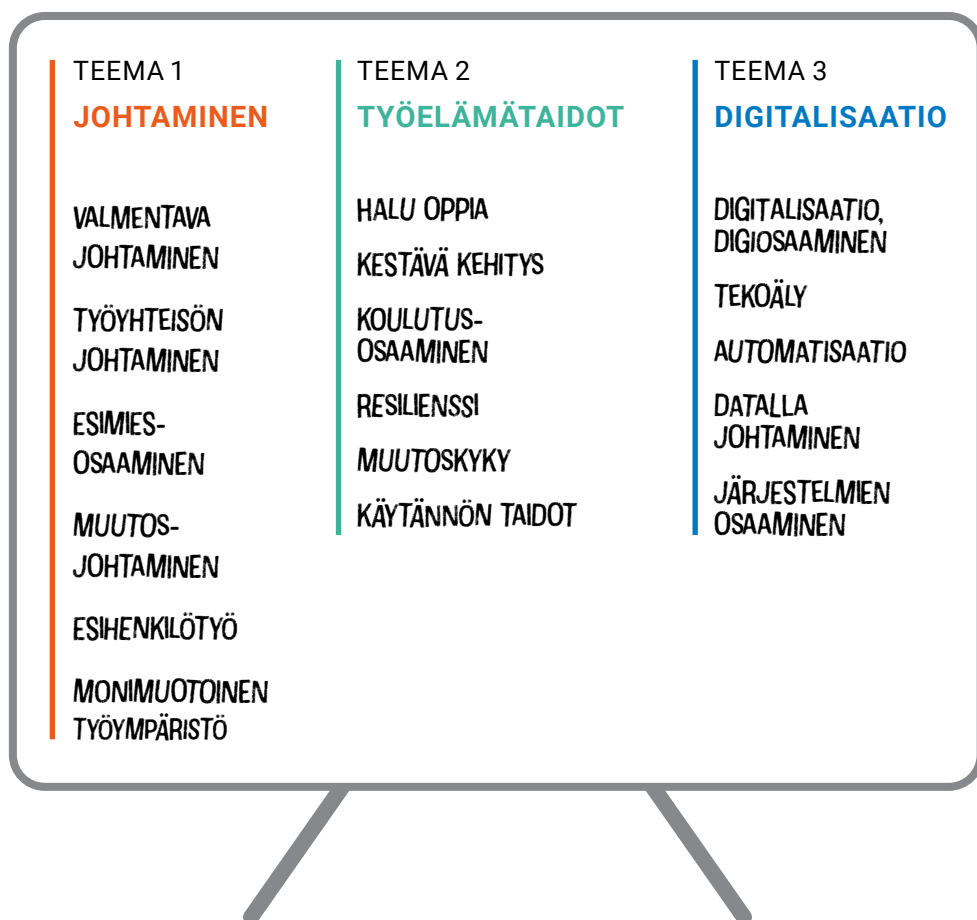 TEEMA 1
JOHTAMINEN
VALMENTAVA
JOHTAMINEN
TYÖYHTEISÖN
JOHTAMINEN
ESIMIES-
OSAAMINEN
MUUTOS-
JOHTAMINEN
ESIHENKILÖTYÖ
MONIMUOTOINEN
TYÖYMPÄRISTÖ
TEEMA 2
TYÖELÄMÄTAIDOT
HALU OPPIA
KESTÄVÄ KEHITYS
KOULUTUS-
OSAAMINEN
RESILIENSSI
MUUTOSKYKY
KÄYTÄNNÖN TAIDOT
TEEMA 3
DIGITALISAATIO
DIGITALISAATIO,
DIGIOSAAMINEN
TEKOÄLY
AUTOMATISAATIO
DATALLA
JOHTAMINEN
JÄRJESTELMIEN
OSAAMINEN